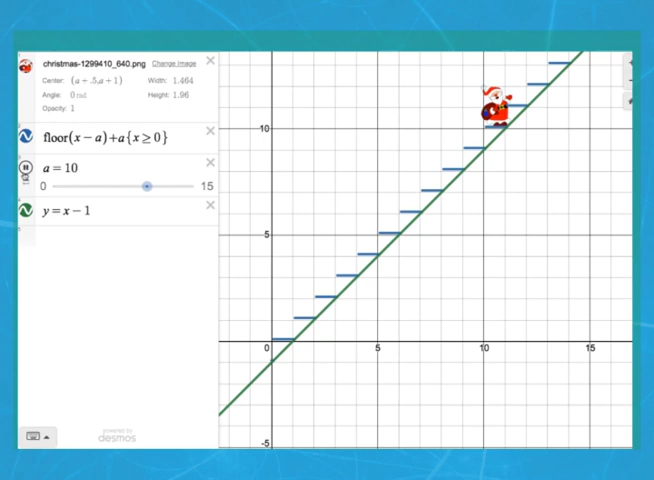 christmas-1299410_640.png Change Image
Center: (a + .5,a + 1) Width: 1.464
Angle: 0 rad Height: 1.96
Opacity: 1
floor(x − a)+a{x ≥ 0}
a = 10
0 15
y = x − 1
powered by
desmos
10
5
0 5 10 15
-5